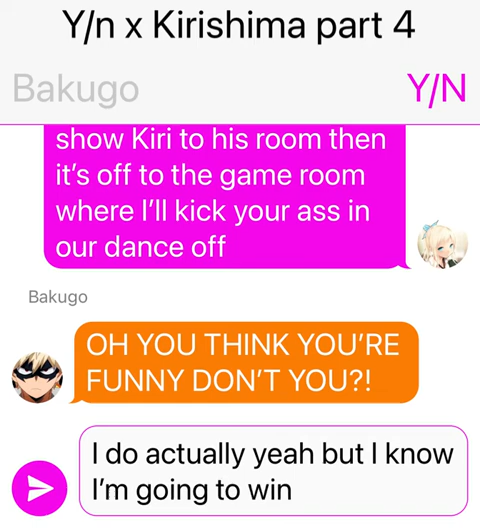 Y/n x Kirishima part 4
Bakugo
Y/N
show Kiri to his room then
it's off to the game room
where I'll kick your ass in
our dance off
Bakugo
OH YOU THINK YOU'RE
FUNNY DON'T YOU?!
I do actually yeah but I know
I'm going to win